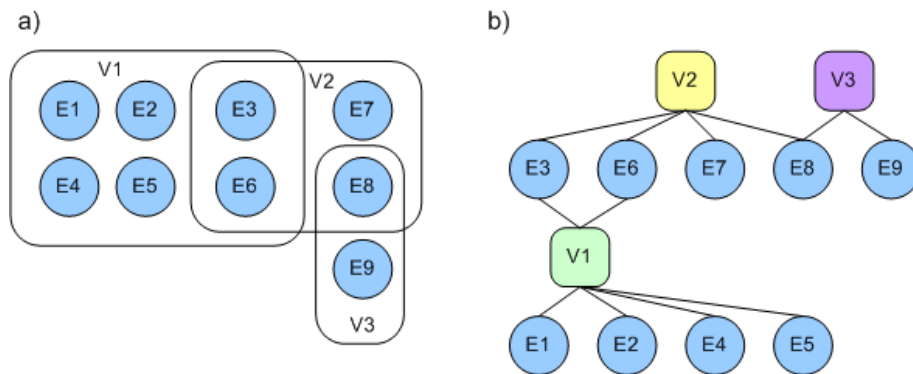 a)
V1
V2
E1 E2 E3 E7
E4 E5 E6 E8
E9
V3
b)
V2 V3
E3 E6 E7 E8 E9
V1
E1 E2 E4 E5